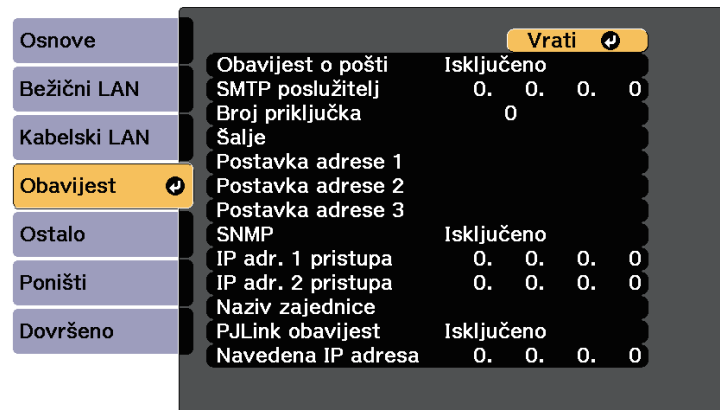 Osnove
Bežični LAN
Kabelski LAN
Obavijest
Ostalo
Poništi
Dovršeno
Vrati
Obavijest o pošti Isključeno
SMTP poslužitelj 0. 0. 0. 0
Broj priključka 0
Šalje
Postavka adrese 1
Postavka adrese 2
Postavka adrese 3
SNMP Isključeno
IP adr. 1 pristupa 0. 0. 0. 0
IP adr. 2 pristupa 0. 0. 0. 0
Naziv zajednice
PJLink obavijest Isključeno
Navedena IP adresa 0. 0. 0. 0